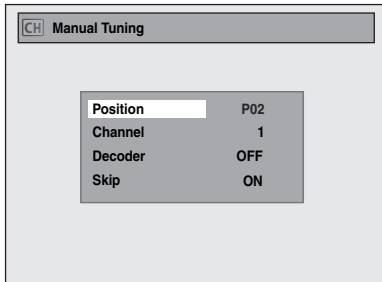 CH Manual Tuning
Position P02
Channel 1
Decoder OFF
Skip ON